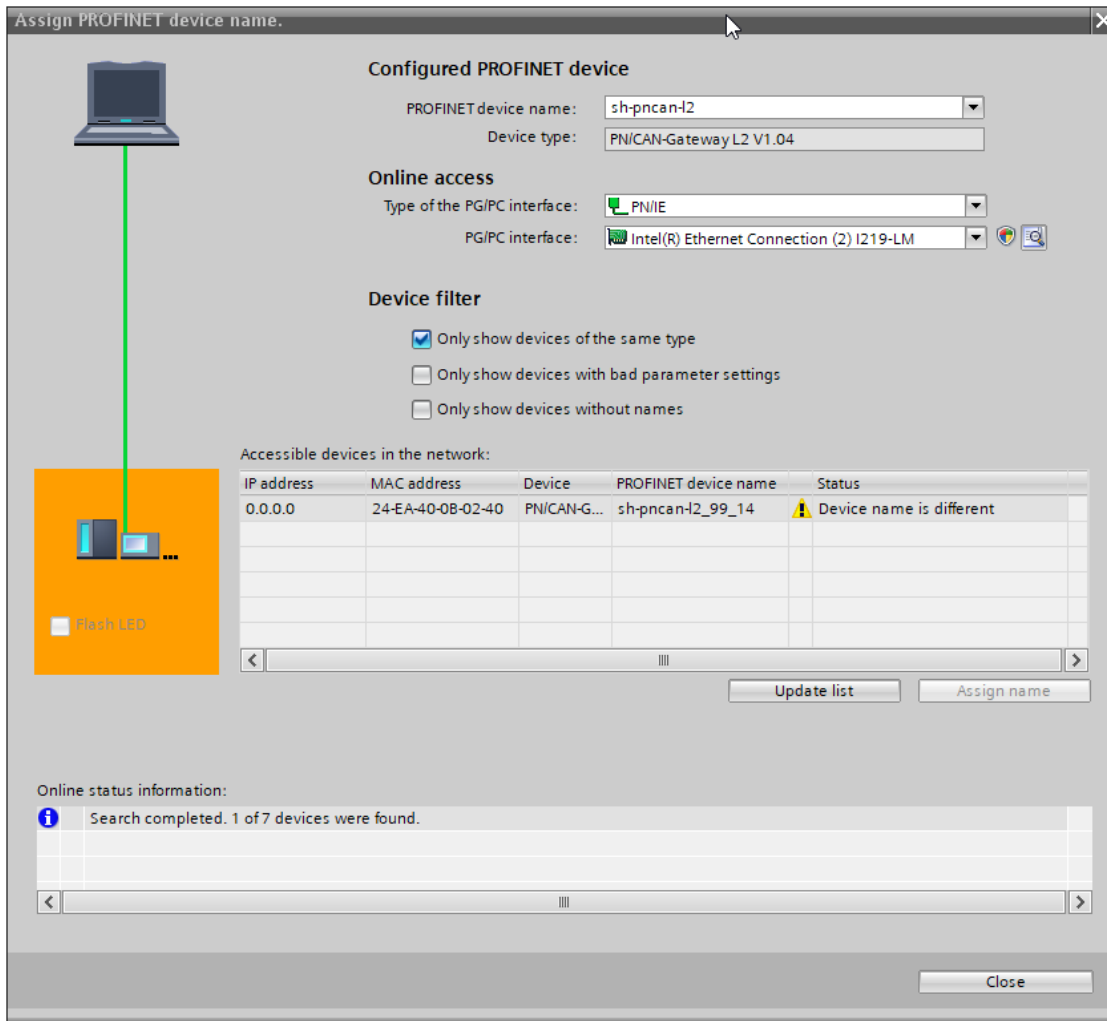 Assign PROFINET device name.
Configured PROFINET device
PROFINET device name: sh-pncan-l2
Device type: PN/CAN-Gateway L2 V1.04
Online access
Type of the PG/PC interface: PN/IE
PG/PC interface: Intel(R) Ethernet Connection (2) I219-LM
Device filter
Only show devices of the same type
Only show devices with bad parameter settings
Only show devices without names
Accessible devices in the network:
IP address MAC address Device PROFINET device name Status
0.0.0.0 24-EA-40-0B-02-40 PN/CAN-G... sh-pncan-l2_99_14 Device name is different
Flash LED
Update list Assign name
Online status information:
Search completed. 1 of 7 devices were found.
Close